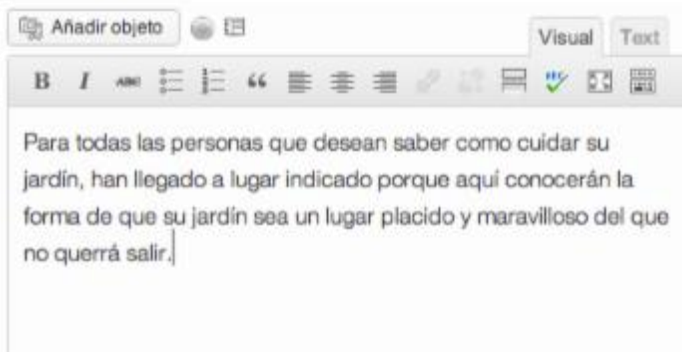 Añadir objeto
Visual Text
B I ABC
Para todas las personas que desean saber como cuidar su
jardín, han llegado a lugar indicado porque aquí conocerán la
forma de que su jardín sea un lugar placido y maravilloso del que
no querrá salir.